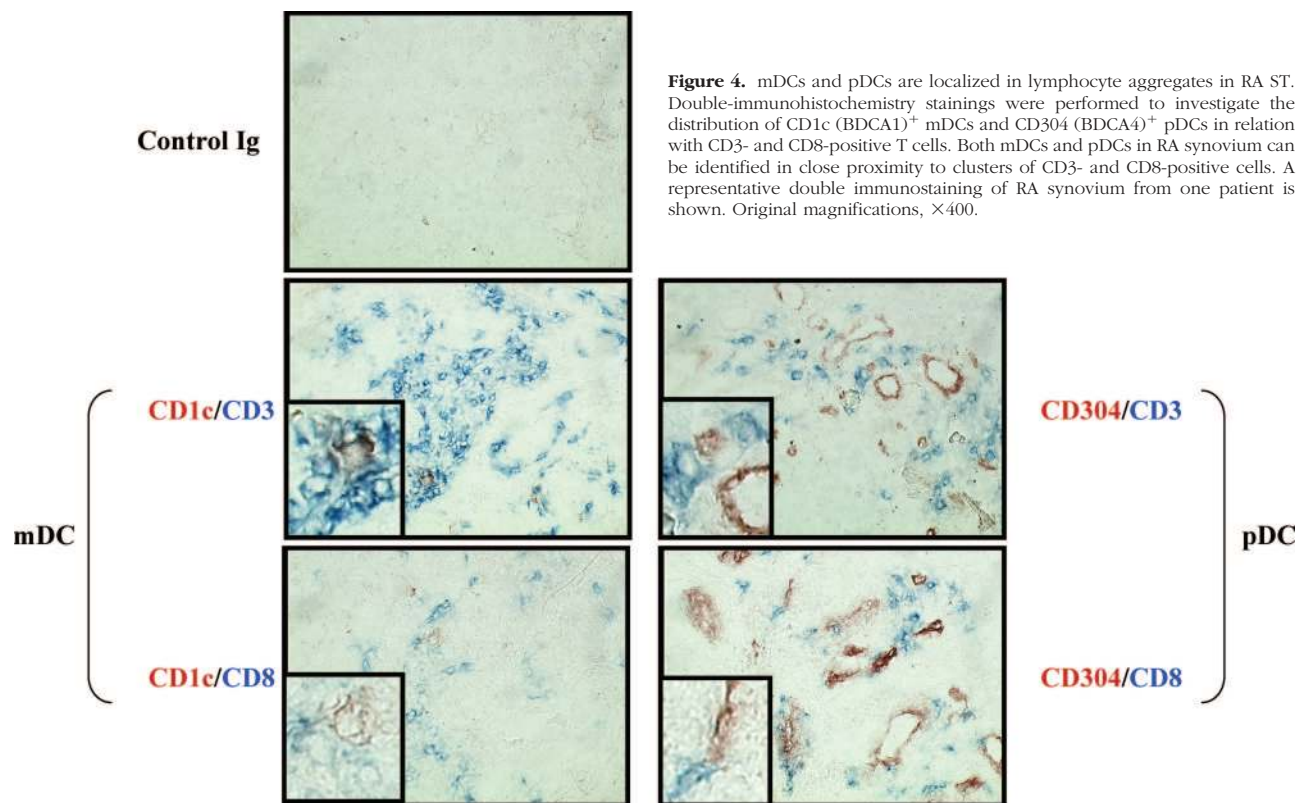 Control Ig
Figure 4. mDCs and pDCs are localized in lymphocyte aggregates in RA ST.
Double-immunohistochemistry stainings were performed to investigate the
distribution of CD1c (BDCA1)+ mDCs and CD304 (BDCA4)+ pDCs in relation
with CD3- and CD8-positive T cells. Both mDCs and pDCs in RA synovium can
be identified in close proximity to clusters of CD3- and CD8-positive cells. A
representative double immunostaining of RA synovium from one patient is
shown. Original magnifications, ×400.
mDC
CD1c/CD3
CD1c/CD8
CD304/CD3
CD304/CD8
pDC